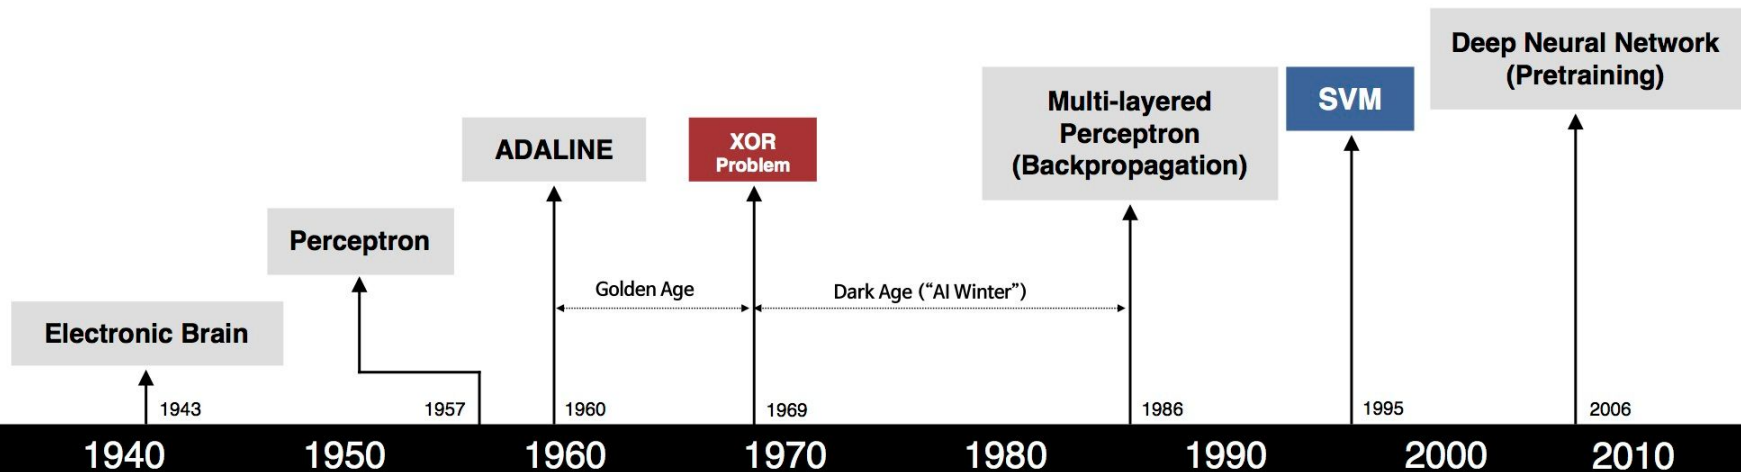 Deep Neural Network
(Pretraining)
Multi-layered
Perceptron
(Backpropagation)
SVM
ADALINE
XOR
Problem
Perceptron
Golden Age
Dark Age (“AI Winter”)
Electronic Brain
1943
1957
1960
1969
1986
1995
2006
1940
1950
1960
1970
1980
1990
2000
2010